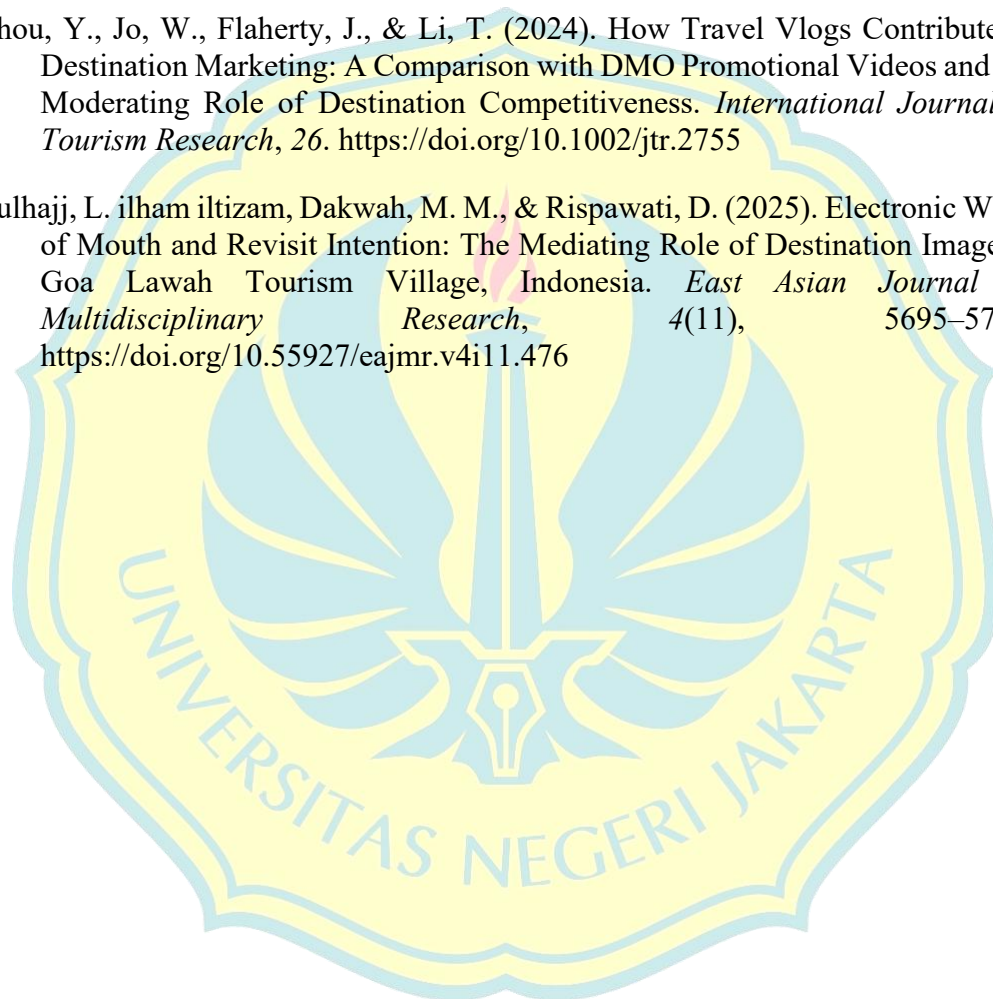 hou, Y., Jo, W., Flaherty, J., & Li, T. (2024). How Travel Vlogs Contribute
Destination Marketing: A Comparison with DMO Promotional Videos and
Moderating Role of Destination Competitiveness. International Journal
Tourism Research, 26. https://doi.org/10.1002/jtr.2755
ulhajj, L. ilham iltizam, Dakwah, M. M., & Rispawati, D. (2025). Electronic W
of Mouth and Revisit Intention: The Mediating Role of Destination Image
Goa Lawah Tourism Village, Indonesia. East Asian Journal
Multidisciplinary Research, 4(11), 5695–57
https://doi.org/10.55927/eajmr.v4i11.476
UNIVERSITAS NEGERI JAKARTA